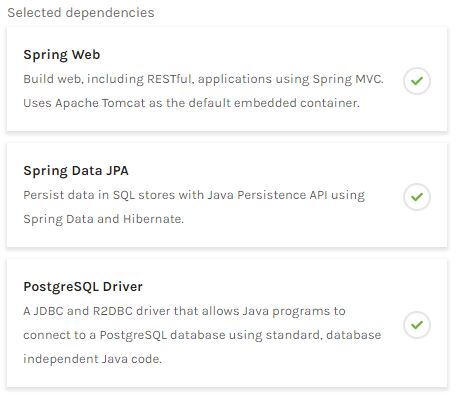 Selected dependencies
Spring Web
Build web, including RESTful, applications using Spring MVC.
Uses Apache Tomcat as the default embedded container.
Spring Data JPA
Persist data in SQL stores with Java Persistence API using
Spring Data and Hibernate.
PostgreSQL Driver
A JDBC and R2DBC driver that allows Java programs to
connect to a PostgreSQL database using standard, database
independent Java code.